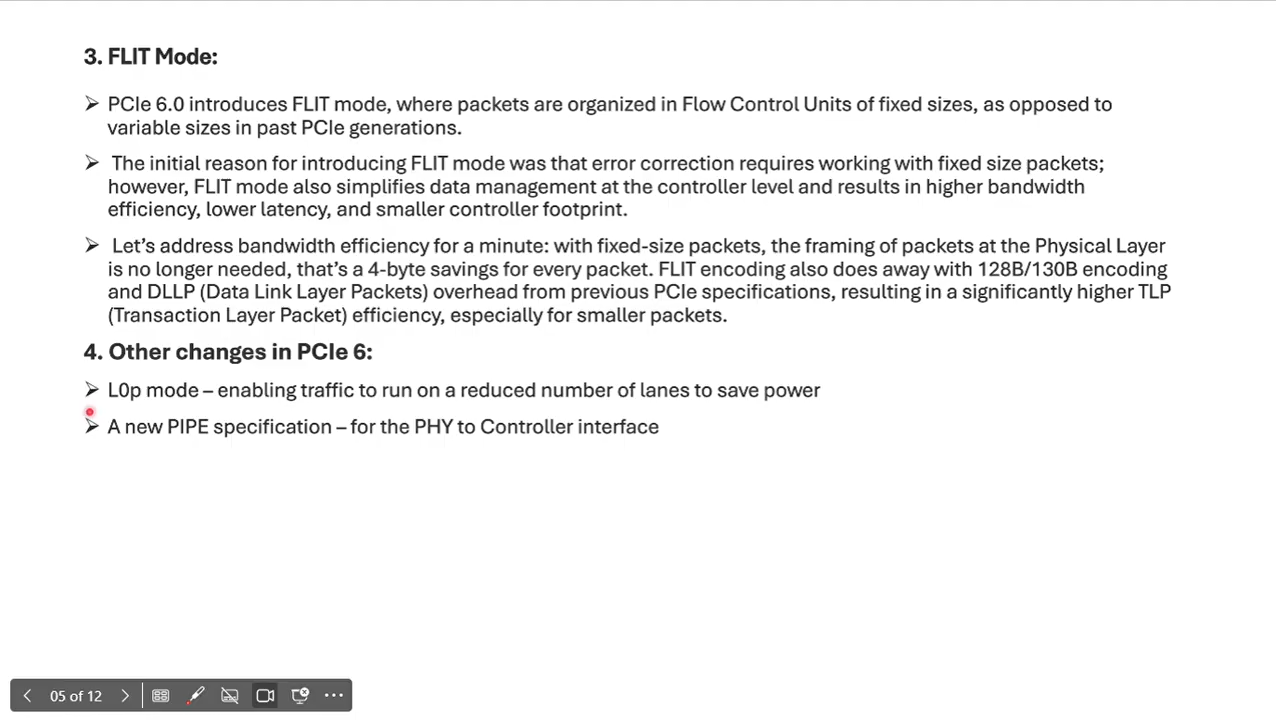 3. FLIT Mode:
➢ PCIe 6.0 introduces FLIT mode, where packets are organized in Flow Control Units of fixed sizes, as opposed to
variable sizes in past PCIe generations.
➢ The initial reason for introducing FLIT mode was that error correction requires working with fixed size packets;
however, FLIT mode also simplifies data management at the controller level and results in higher bandwidth
efficiency, lower latency, and smaller controller footprint.
➢ Let’s address bandwidth efficiency for a minute: with fixed-size packets, the framing of packets at the Physical Layer
is no longer needed, that’s a 4-byte savings for every packet. FLIT encoding also does away with 128B/130B encoding
and DLLP (Data Link Layer Packets) overhead from previous PCIe specifications, resulting in a significantly higher TLP
(Transaction Layer Packet) efficiency, especially for smaller packets.
4. Other changes in PCIe 6:
➢ L0p mode – enabling traffic to run on a reduced number of lanes to save power
➢ A new PIPE specification – for the PHY to Controller interface
05 of 12